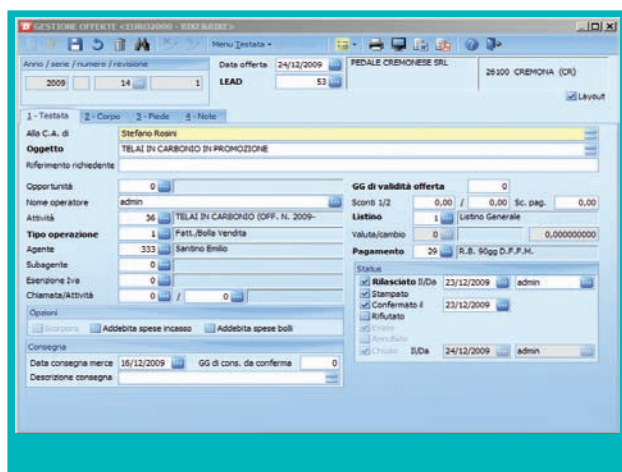 GESTIONE OFFERTE <EURO2000 - BIKE&BIKE>
Menu Testata
Anno / serie / numero / revisione
2009 14 1
Data offerta 24/12/2009
LEAD 53
PEDALE CREMONESE SRL
26100 CREMONA (CR)
Layout
1 - Testata 2 - Corpo 3 - Piede 4 - Note
Alla C.A. di Stefano Rosini
Oggetto TELAI IN CARBONIO IN PROMOZIONE
Riferimento richiedente
Opportunità 0
Nome operatore admin
Attività 36 TELAI IN CARBONIO (OFF. N. 2009-
Tipo operazione 1 Fatt./Bolla Vendita
Agente 333 Santino Emilio
Subagente 0
Esenzione Iva 0
Chiamata/Attività 0 / 0
GG di validità offerta 0
Sconti 1/2 0,00 / 0,00 Sc. pag. 0,00
Listino 1 Listino Generale
Valuta/cambio 0 0,000000000
Pagamento 29 R.B. 90gg D.F.F.M.
Opzioni
Scorpora Addebita spese incasso Addebita spese bolli
Consegna
Data consegna merce 16/12/2009 GG di cons. da conferma 0
Descrizione consegna
Status
Rilasciato Il/Da 23/12/2009 admin
Stampato
Confermato il 23/12/2009
Rifiutato
Evaso
Annullato
Chiuso Il/Da 24/12/2009 admin